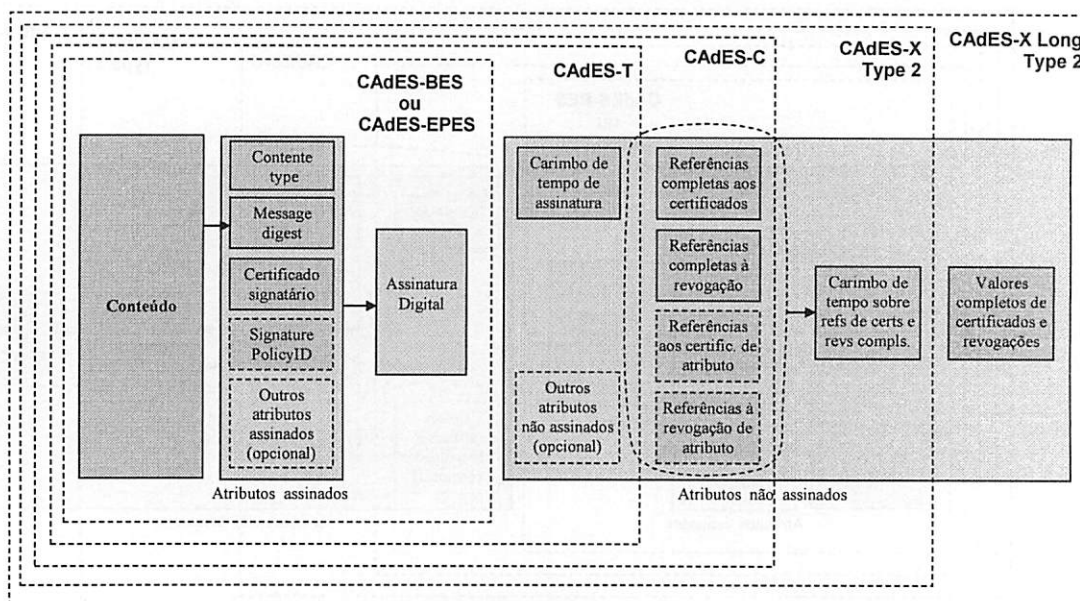 CAdES-BES
ou
CAdES-EPES
CAdES-T
CAdES-C
CAdES-X
Type 2
CAdES-X Long
Type 2
Conteúdo
Contente
type
Message
digest
Certificado
signatário
Signature
PolicyID
Outros
atributos
assinados
(opcional)
Atributos assinados
Assinatura
Digital
Carimbo de
tempo de
assinatura
Outros
atributos
não assinados
(opcional)
Referências
completas aos
certificados
Referências
completas à
revogação
Referências
aos certific. de
atributo
Referências à
revogação de
atributo
Atributos não assinados
Carimbo de
tempo sobre
refs de certs e
revs compls.
Valores
completos de
certificados e
revogações